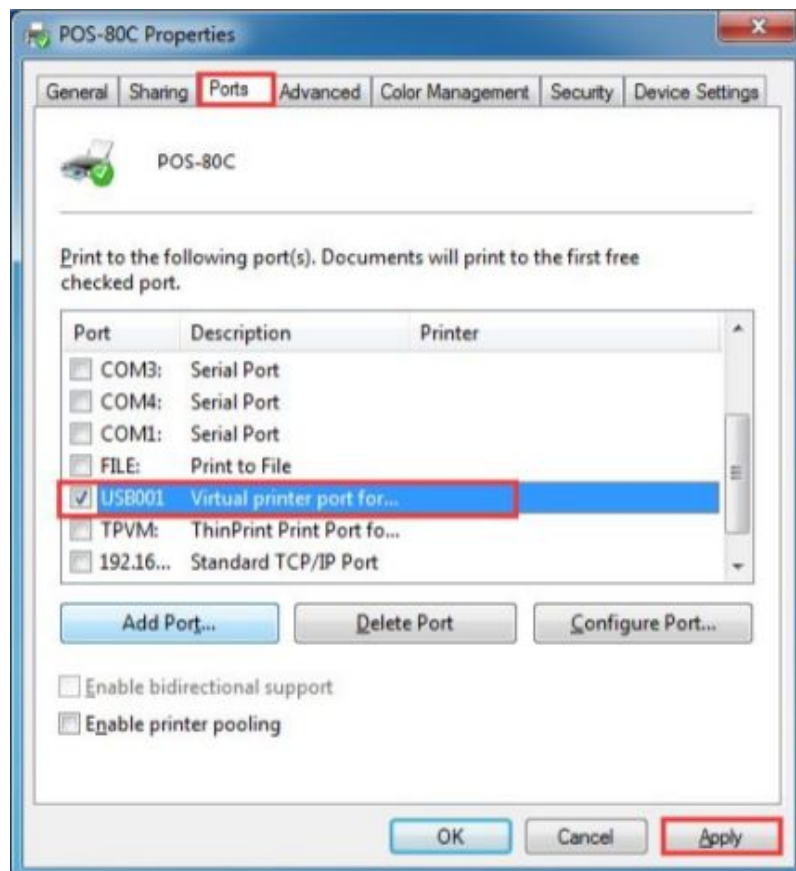 POS-80C Properties
General Sharing Ports Advanced Color Management Security Device Settings
POS-80C
Print to the following port(s). Documents will print to the first free
checked port.
Port Description Printer
COM3: Serial Port
COM4: Serial Port
COM1: Serial Port
FILE: Print to File
USB001 Virtual printer port for...
TPVM: ThinPrint Print Port fo...
192.16... Standard TCP/IP Port
Add Port... Delete Port Configure Port...
Enable bidirectional support
Enable printer pooling
OK Cancel Apply